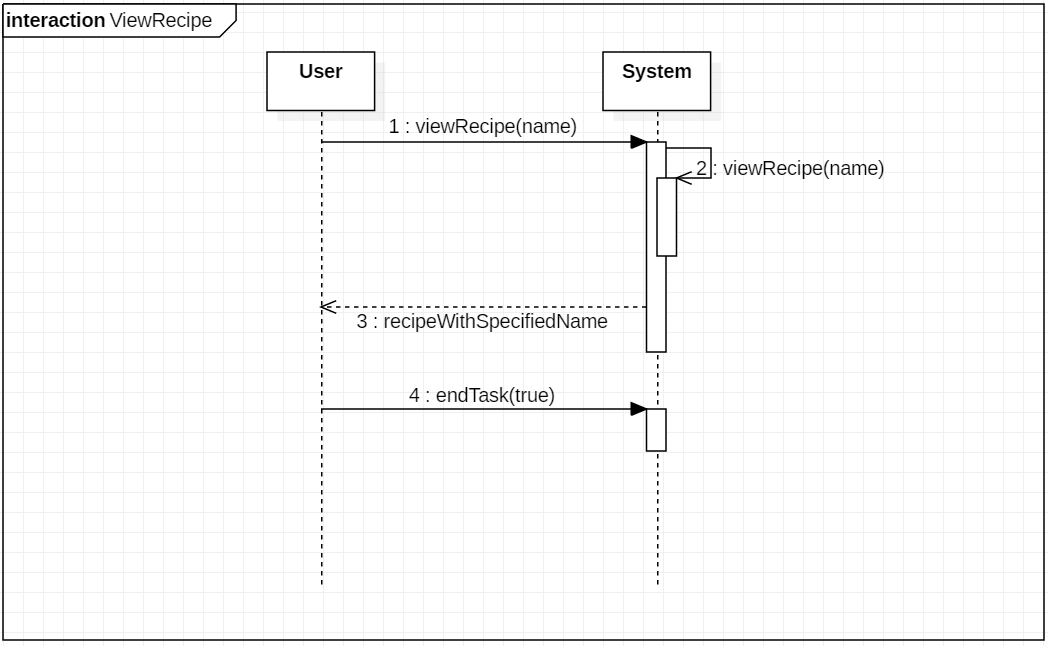 interaction ViewRecipe
User
System
1 : viewRecipe(name)
2 : viewRecipe(name)
3 : recipeWithSpecifiedName
4 : endTask(true)